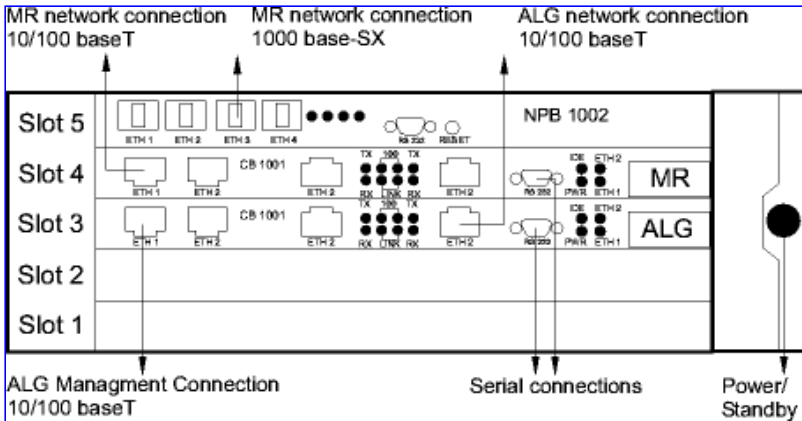 MR network connection
10/100 baseT
MR network connection
1000 base-SX
ALG network connection
10/100 baseT
Slot 5
ETH 1
ETH 2
ETH 3
ETH 4
RS 232
RESET
NPB 1002
Slot 4
ETH 1
ETH 2
CB 1001
ETH 2
TX 100 TX
RX LINK RX
RS 232
IDE ETH 2
PWR ETH 1
MR
Slot 3
ETH 1
ETH 2
CB 1001
ETH 2
TX 100 TX
RX LINK RX
ETH 2
RS 232
IDE ETH 2
PWR ETH 1
ALG
Slot 2
Slot 1
ALG Managment Connection
10/100 baseT
Serial connections
Power/
Standby